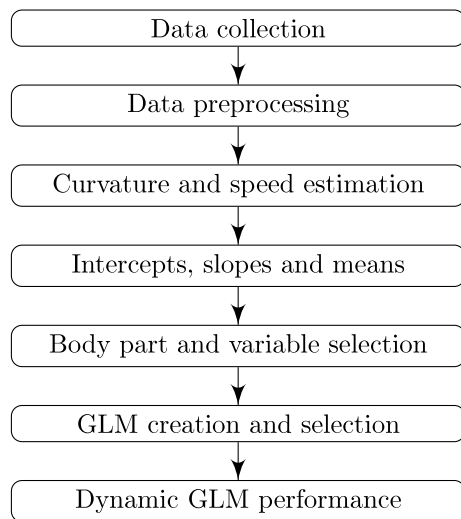 Data collection
Data preprocessing
Curvature and speed estimation
Intercepts, slopes and means
Body part and variable selection
GLM creation and selection
Dynamic GLM performance